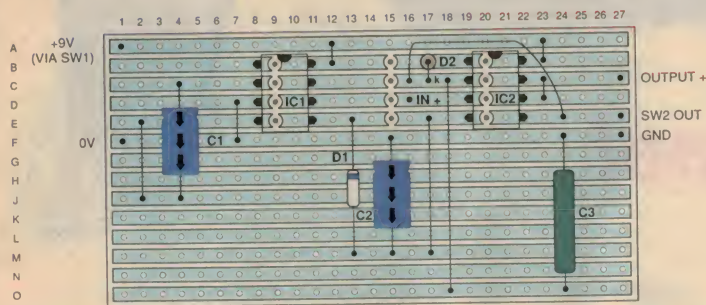 1 2 3 4 5 6 7 8 9 10 11 12 13 14 15 16 17 18 19 20 21 22 23 24 25 26 27
A +9V
(VIA SW1)
B D2
C k OUTPUT +
D IC1 IN + IC2
E SW2 OUT
F 0V C1 GND
G D1
H
J
K C2 C3
L
M
N
O